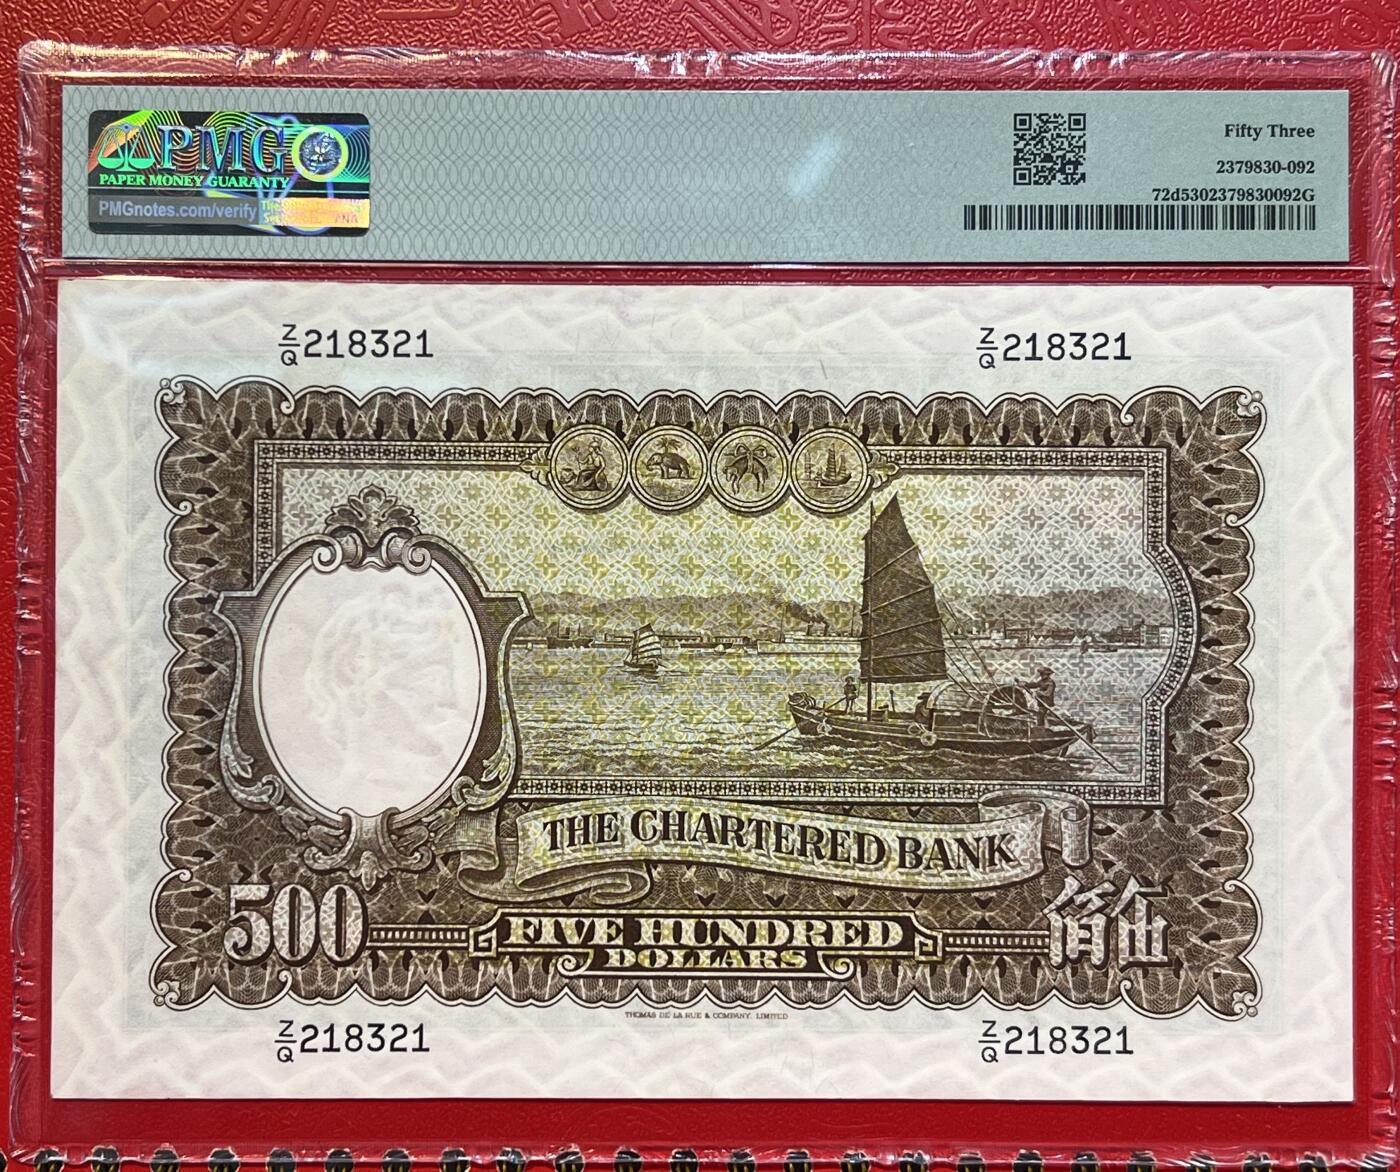 PMG
PAPER MONEY GUARANTY
PMGnotes.com/verify
Fifty Three
2379830-092
72d5302379830092G
Z/Q 218321
Z/Q 218321
THE CHARTERED BANK
500
FIVE HUNDRED
DOLLARS
伍佰
THOMAS DE LA RUE & COMPANY, LIMITED
Z/Q 218321
Z/Q 218321